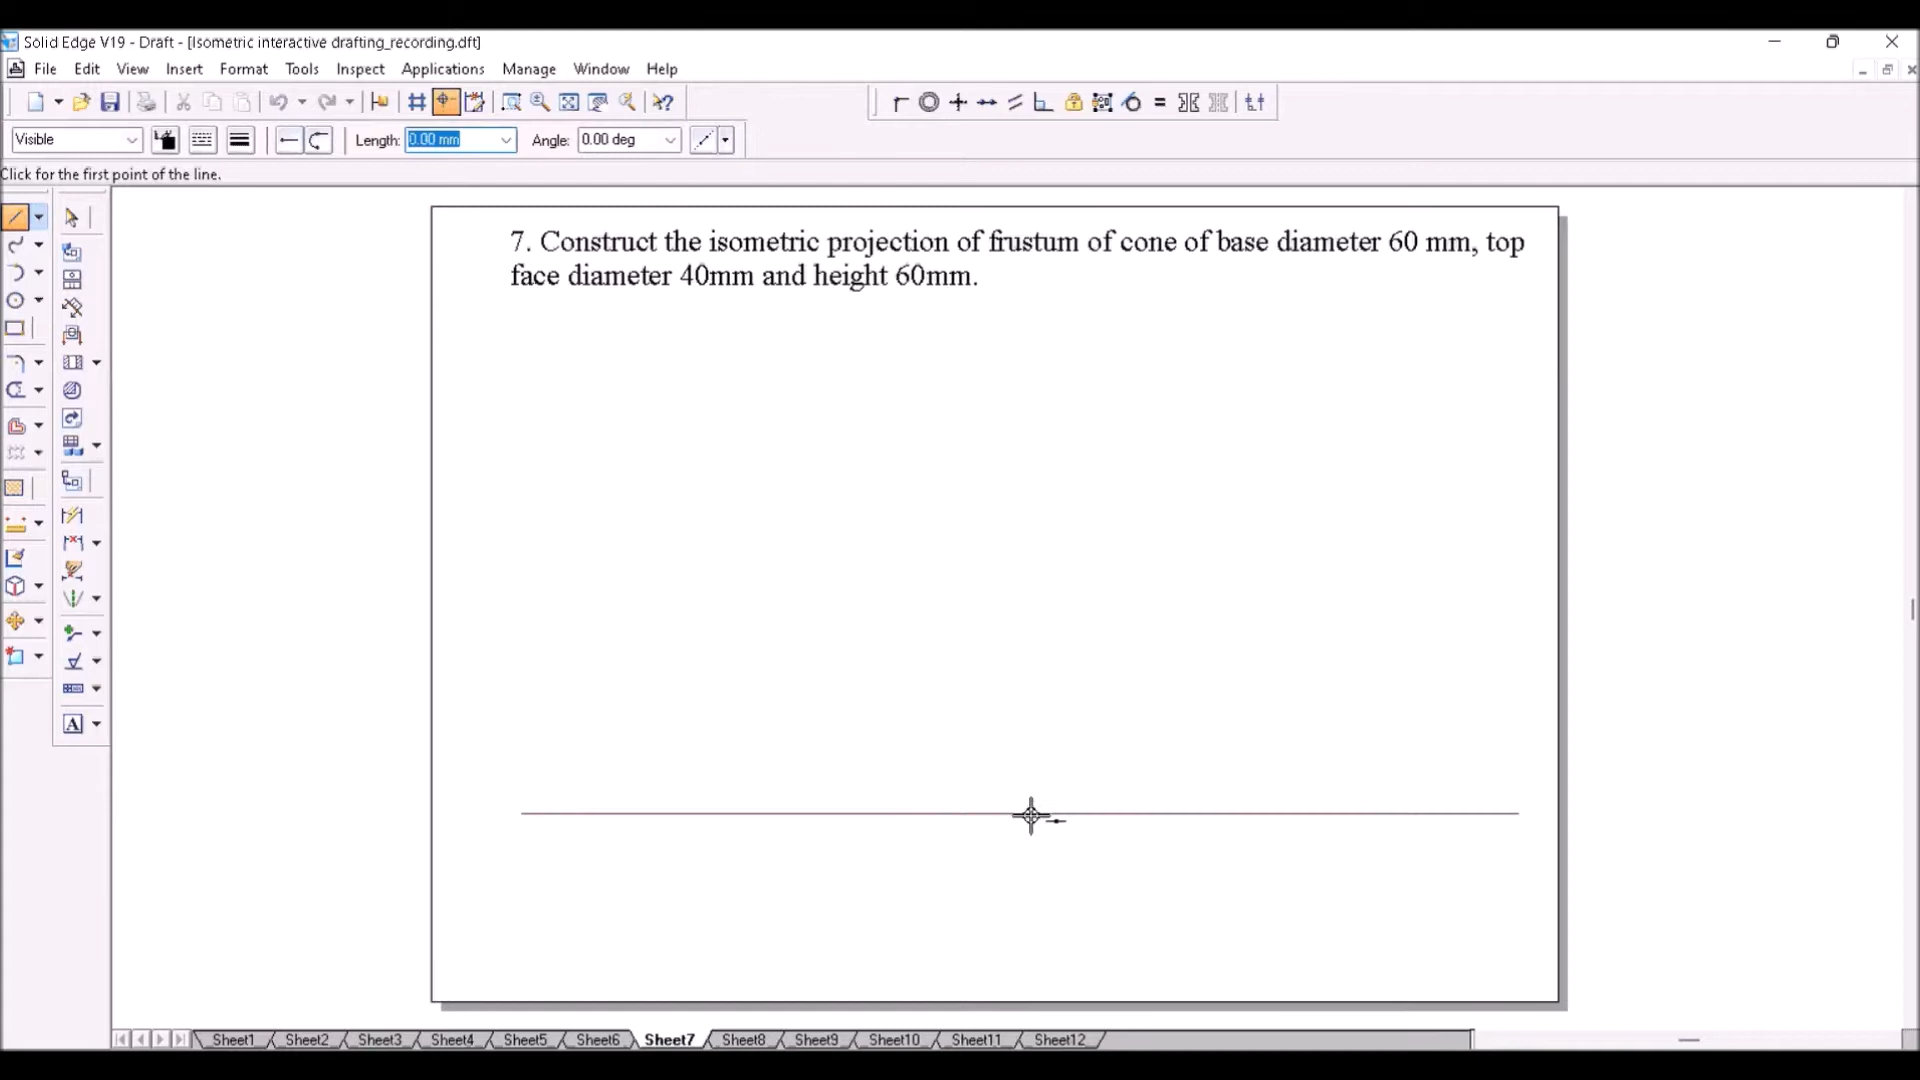 Solid Edge V19 - Draft - [Isometric interactive drafting_recording.dft]
File Edit View Insert Format Tools Inspect Applications Manage Window Help
Visible Length: 0.00 mm Angle: 0.00 deg
Click for the first point of the line.
7. Construct the isometric projection of frustum of cone of base diameter 60 mm, top
face diameter 40mm and height 60mm.
A
Sheet1 Sheet2 Sheet3 Sheet4 Sheet5 Sheet6 Sheet7 Sheet8 Sheet9 Sheet10 Sheet11 Sheet12